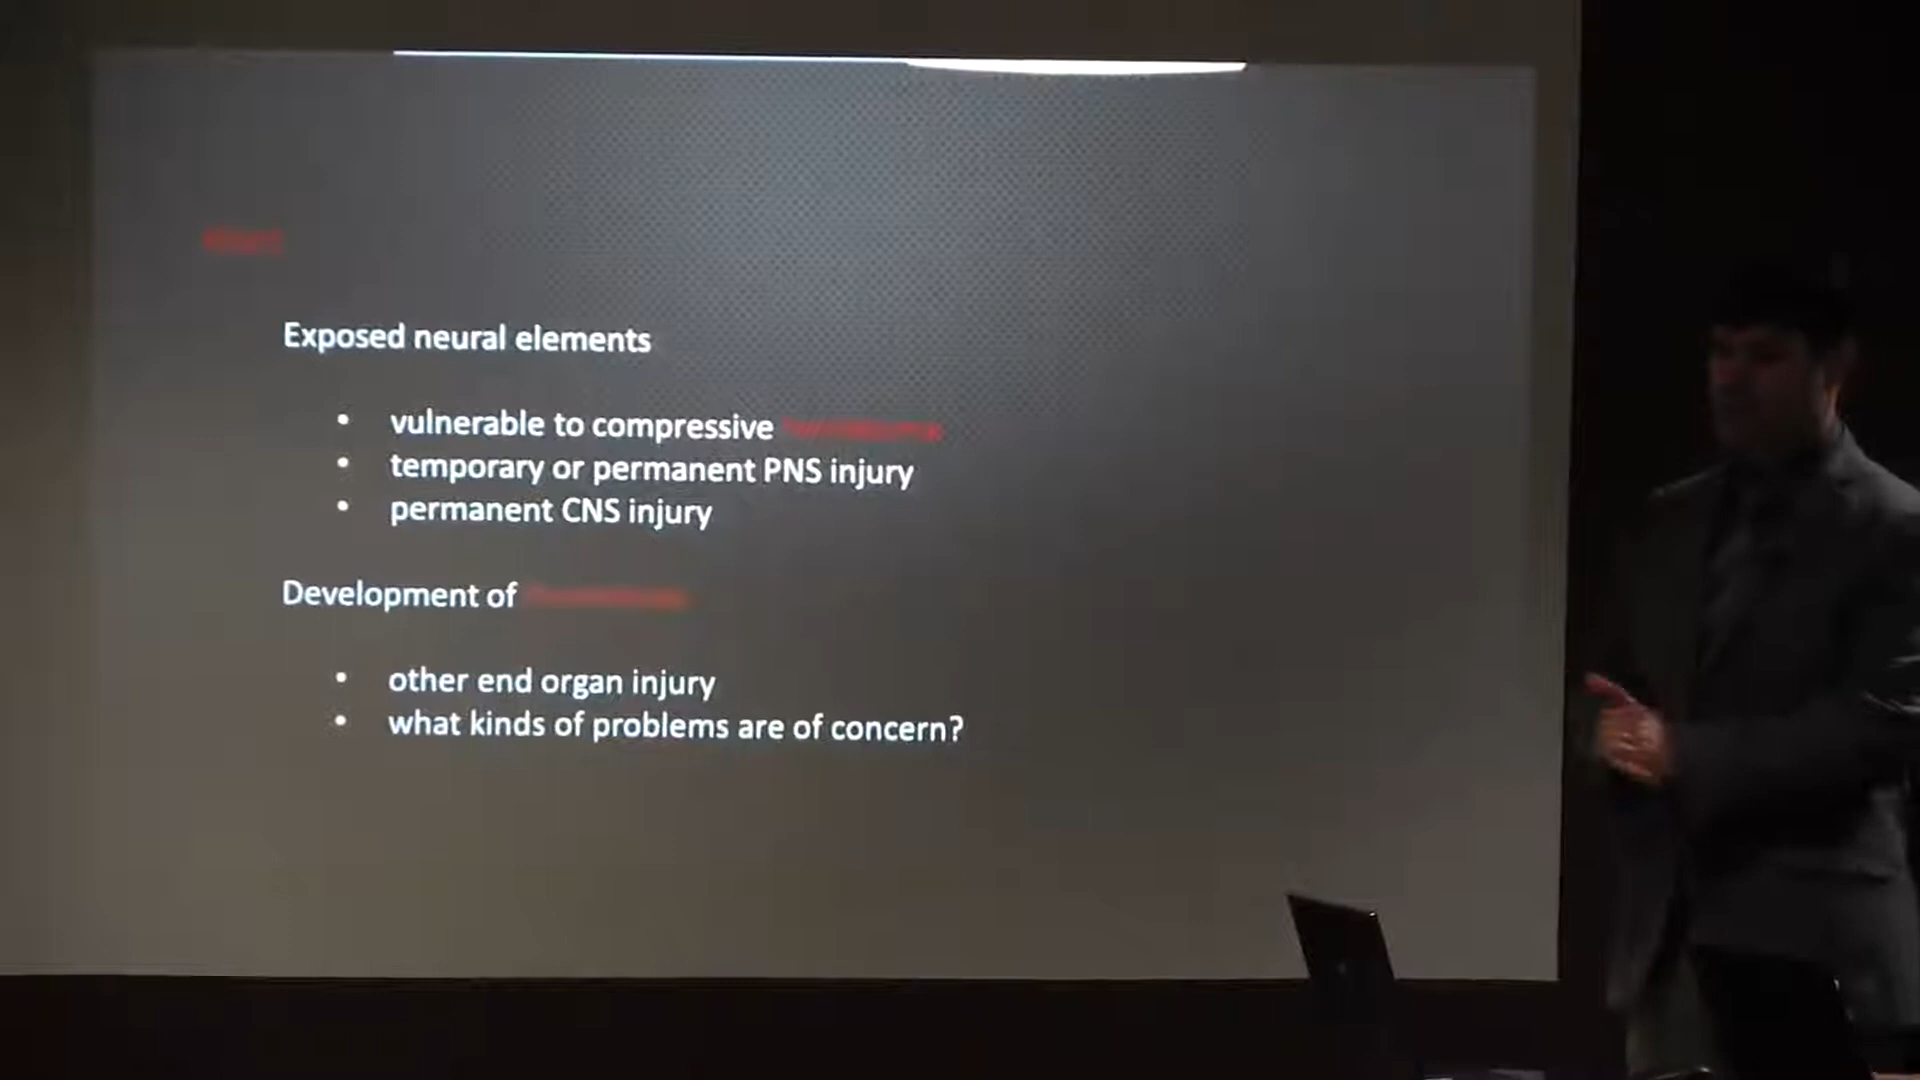 Exposed neural elements
• vulnerable to compressive
• temporary or permanent PNS injury
• permanent CNS injury
Development of
• other end organ injury
• what kinds of problems are of concern?